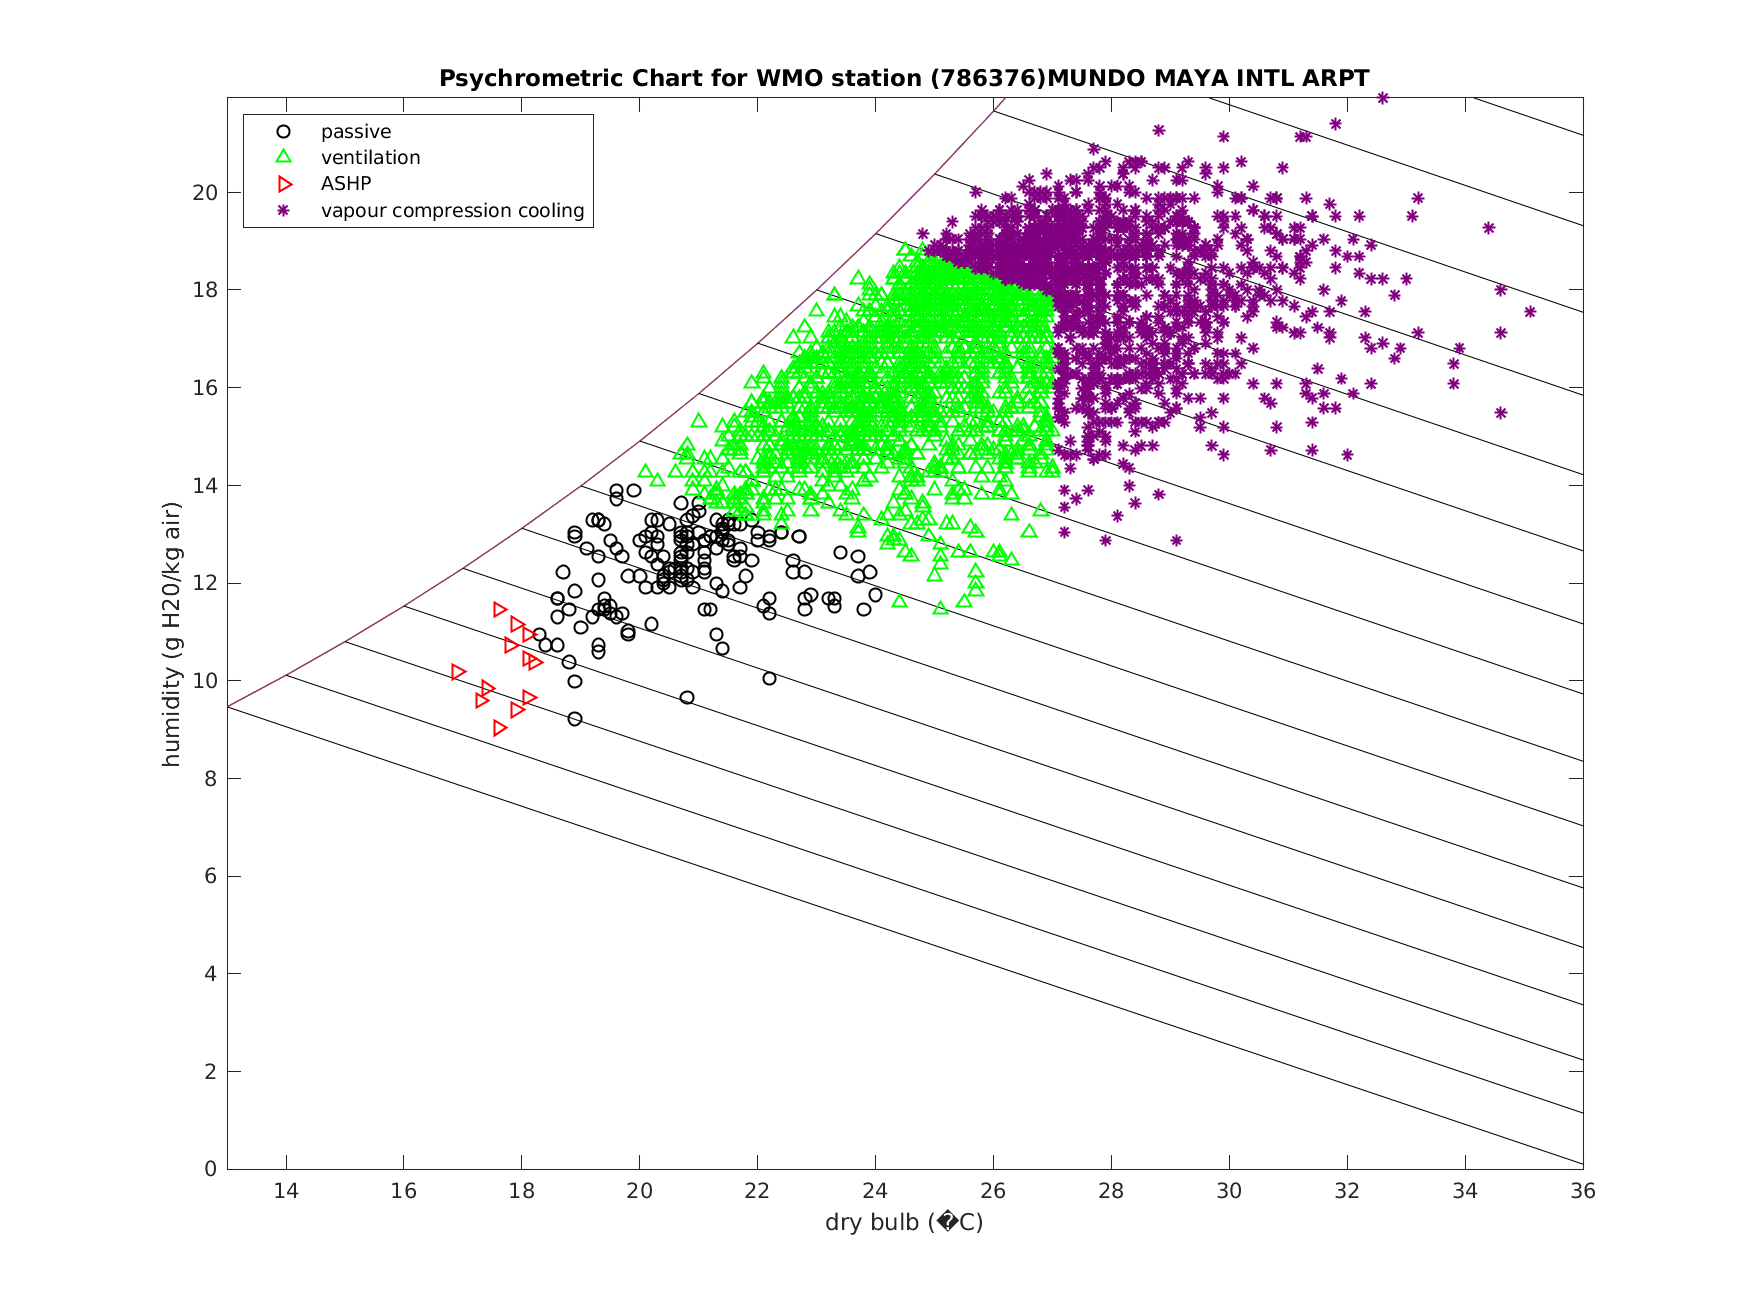 Psychrometric Chart for WMO station (786376)MUNDO MAYA INTL ARPT
passive
ventilation
ASHP
vapour compression cooling
humidity (g H20/kg air)
20
18
16
14
12
10
8
6
4
2
0
14 16 18 20 22 24 26 28 30 32 34 36
dry bulb (�C)